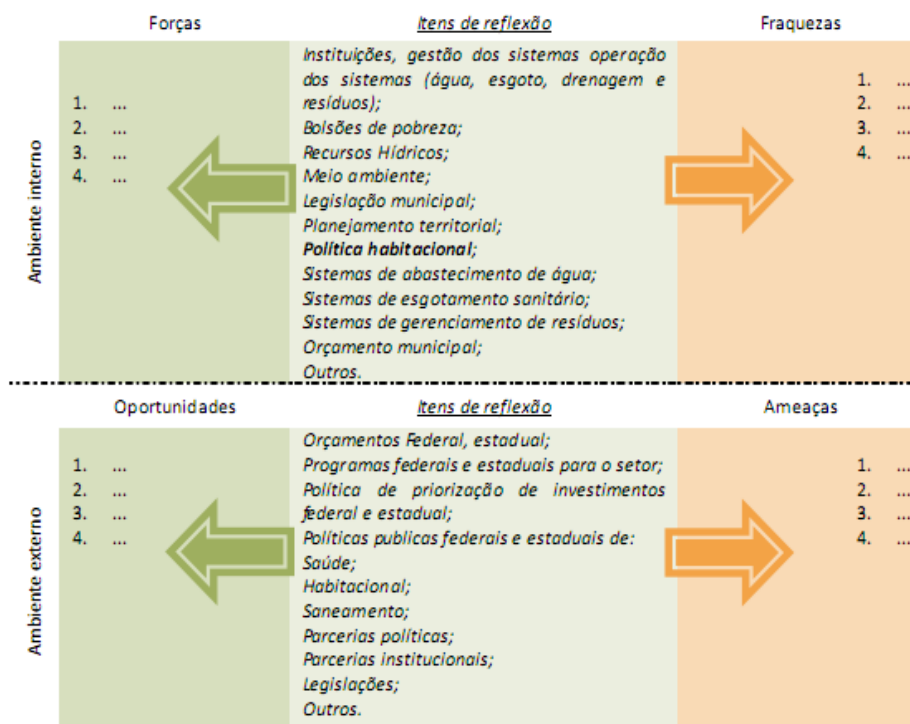 Forças
Itens de reflexão
Fraquezas
Ambiente interno
1. ...
2. ...
3. ...
4. ...
Instituições, gestão dos sistemas operação
dos sistemas (água, esgoto, drenagem e
resíduos);
Bolsões de pobreza;
Recursos Hídricos;
Meio ambiente;
Legislação municipal;
Planejamento territorial;
Política habitacional;
Sistemas de abastecimento de água;
Sistemas de esgotamento sanitário;
Sistemas de gerenciamento de resíduos;
Orçamento municipal;
Outros.
1. ...
2. ...
3. ...
4. ...
Oportunidades
Itens de reflexão
Ameaças
Ambiente externo
1. ...
2. ...
3. ...
4. ...
Orçamentos Federal, estadual;
Programas federais e estaduais para o setor;
Política de priorização de investimentos
federal e estadual;
Políticas publicas federais e estaduais de:
Saúde;
Habitacional;
Saneamento;
Parcerias políticas;
Parcerias institucionais;
Legislações;
Outros.
1. ...
2. ...
3. ...
4. ...